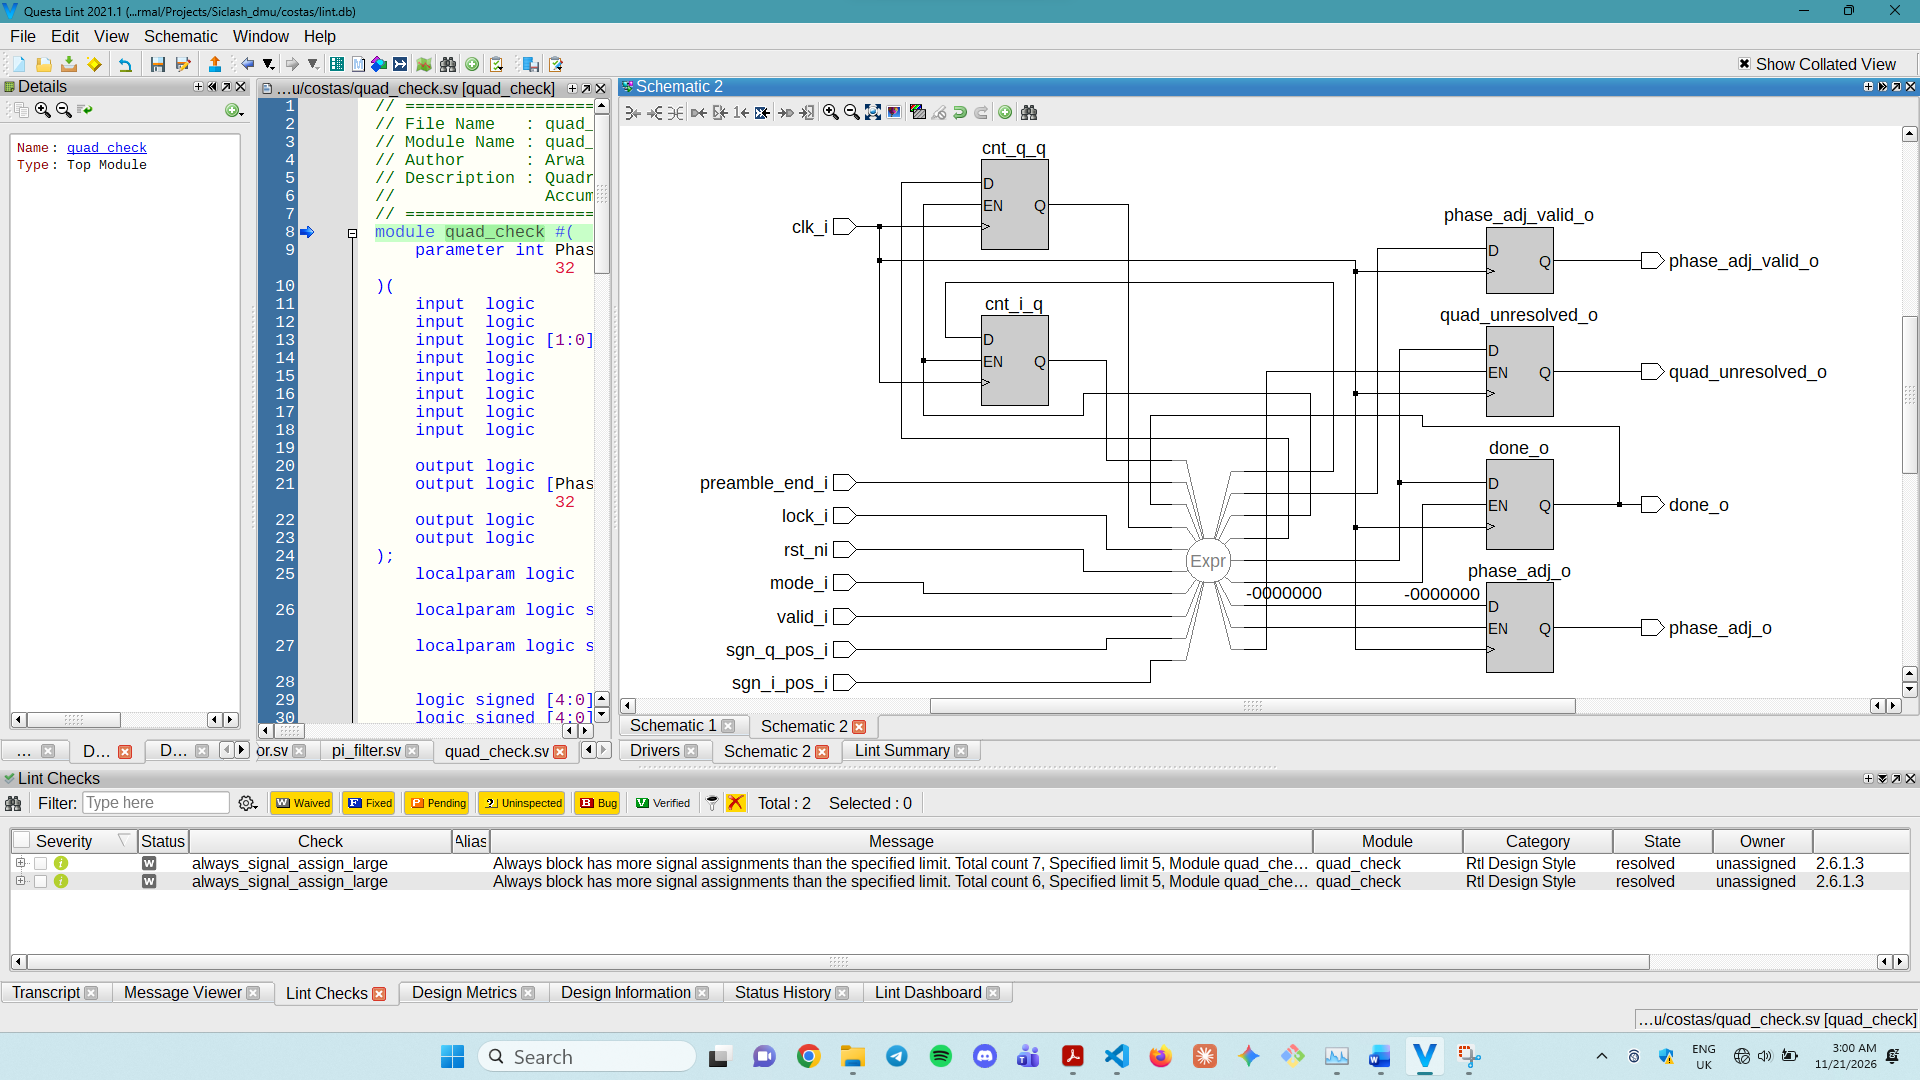 Questa Lint 2021.1 (...rmal/Projects/Siclash_dmu/costas/lint.db)
File Edit View Schematic Window Help
Show Collated View
Details
Name: quad_check
Type: Top Module
...u/costas/quad_check.sv [quad_check]
1 // ===================
2 // File Name : quad_
3 // Module Name : quad_
4 // Author : Arwa
5 // Description : Quadr
6 // Accum
7 // ===================
8 module quad_check #(
9 parameter int Phas
32
10 )(
11 input logic
12 input logic
13 input logic [1:0]
14 input logic
15 input logic
16 input logic
17 input logic
18 input logic
19
20 output logic
21 output logic [Phas
32
22 output logic
23 output logic
24 );
25 localparam logic
26 localparam logic s
27 localparam logic s
28
29 logic signed [4:0]
30 logic signed [4:0]
... D... D...
or.sv pi_filter.sv quad_check.sv
Schematic 2
cnt_q_q
D
EN Q
clk_i
cnt_i_q
D
EN Q
phase_adj_valid_o
D
Q
phase_adj_valid_o
quad_unresolved_o
D
EN Q
quad_unresolved_o
done_o
D
EN Q
done_o
phase_adj_o
D
EN Q
phase_adj_o
preamble_end_i
lock_i
rst_ni
mode_i
valid_i
sgn_q_pos_i
sgn_i_pos_i
Expr
-0000000 -0000000
Schematic 1 Schematic 2
Drivers Schematic 2 Lint Summary
Lint Checks
Filter: Type here W Waived F Fixed P Pending ? Uninspected B Bug V Verified Total : 2 Selected : 0
Severity Status Check Alias Message Module Category State Owner
i W always_signal_assign_large Always block has more signal assignments than the specified limit. Total count 7, Specified limit 5, Module quad_che... quad_check Rtl Design Style resolved unassigned 2.6.1.3
i W always_signal_assign_large Always block has more signal assignments than the specified limit. Total count 6, Specified limit 5, Module quad_che... quad_check Rtl Design Style resolved unassigned 2.6.1.3
Transcript Message Viewer Lint Checks Design Metrics Design Information Status History Lint Dashboard
...u/costas/quad_check.sv [quad_check]
Search
ENG
UK
3:00 AM
11/21/2026